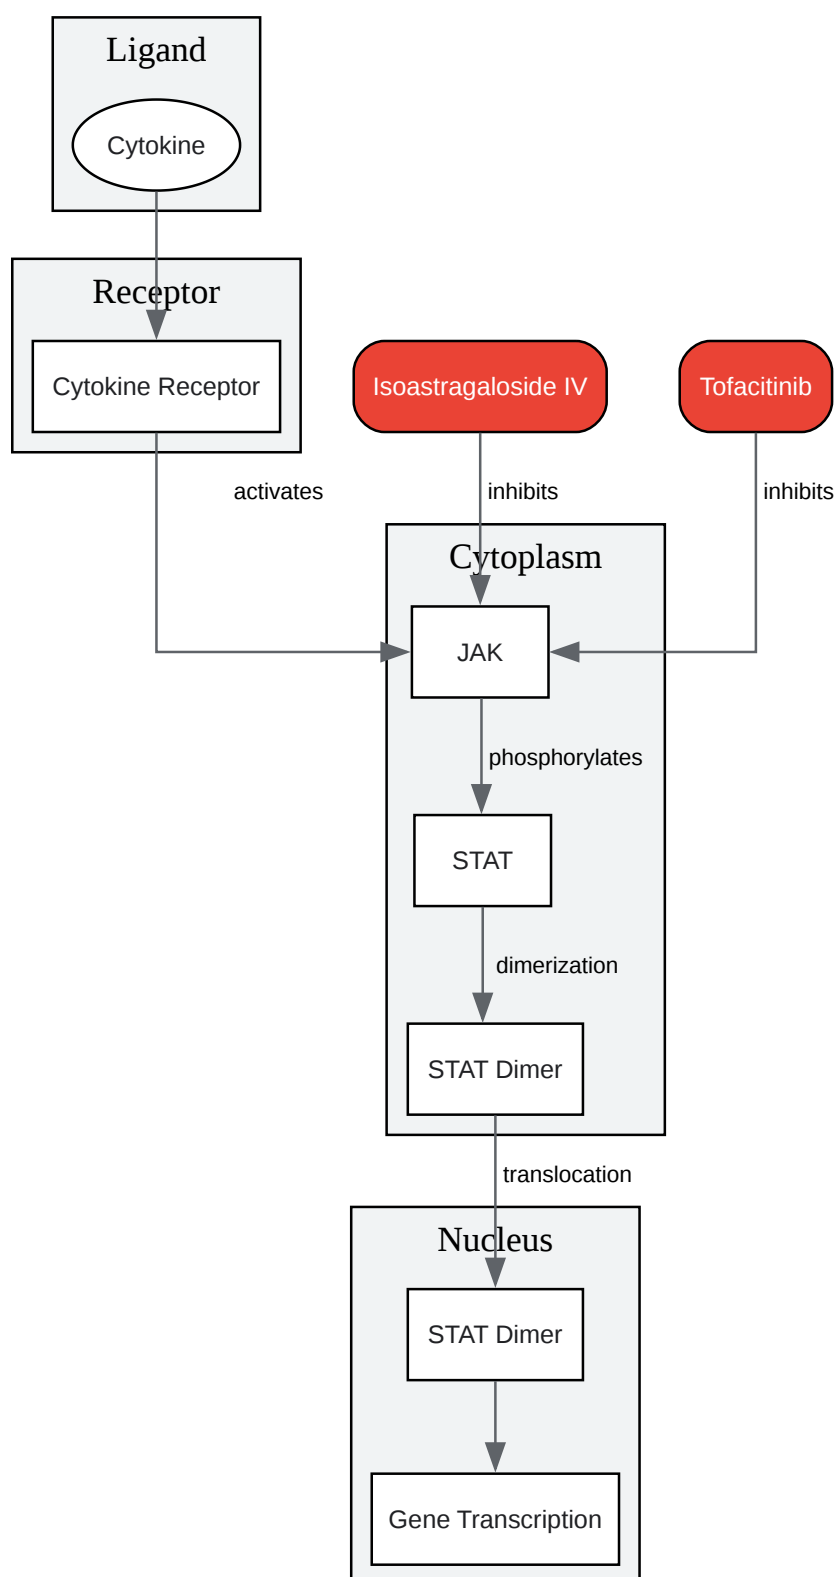 Ligand
Cytokine
Receptor
Cytokine Receptor
Isoastragaloside IV
Tofacitinib
activates
inhibits
inhibits
Cytoplasm
JAK
phosphorylates
STAT
dimerization
STAT Dimer
translocation
Nucleus
STAT Dimer
Gene Transcription